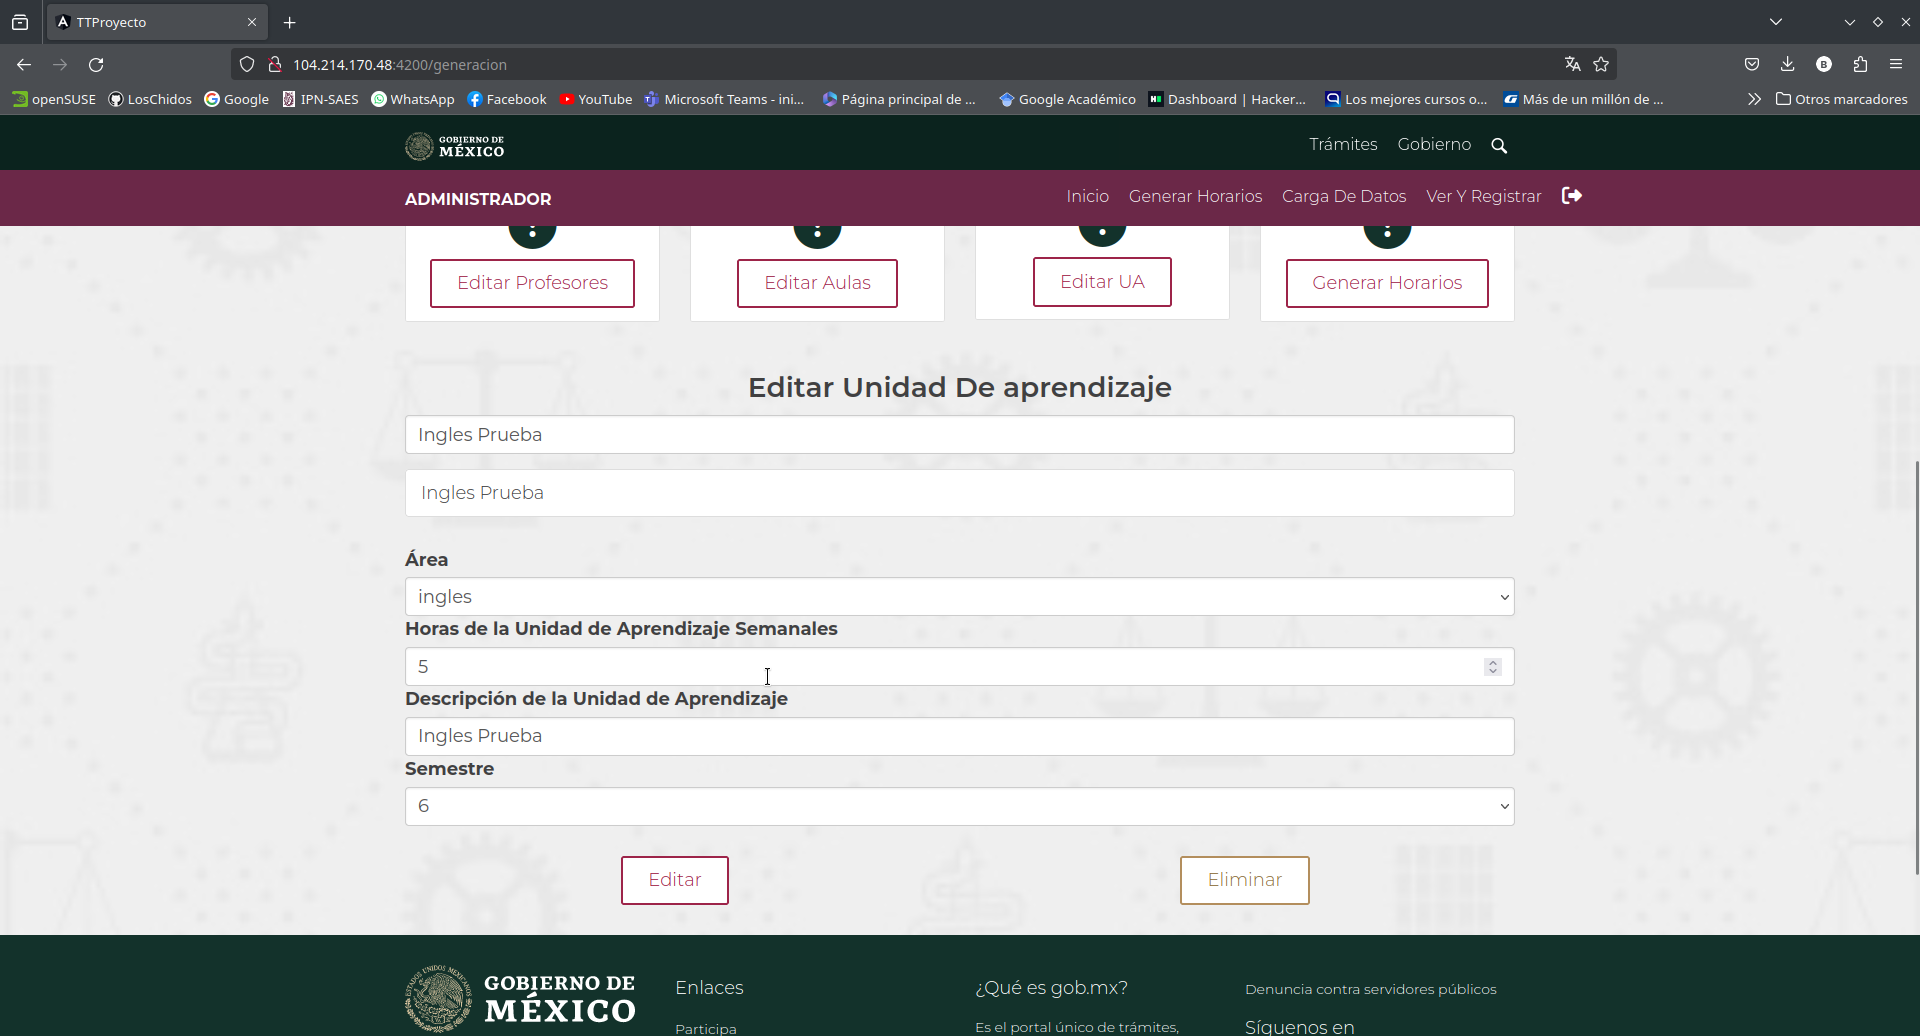 TTProyecto
104.214.170.48:4200/generacion
openSUSE LosChidos Google IPN-SAES WhatsApp Facebook YouTube Microsoft Teams - ini... Página principal de ... Google Académico Dashboard | Hacker... Los mejores cursos o... Más de un millón de ... Otros marcadores
GOBIERNO DE
MÉXICO
Trámites Gobierno
ADMINISTRADOR
Inicio Generar Horarios Carga De Datos Ver Y Registrar
Editar Profesores Editar Aulas Editar UA Generar Horarios
Editar Unidad De aprendizaje
Ingles Prueba
Ingles Prueba
Área
ingles
Horas de la Unidad de Aprendizaje Semanales
5
Descripción de la Unidad de Aprendizaje
Ingles Prueba
Semestre
6
Editar Eliminar
GOBIERNO DE
MÉXICO
Enlaces
Participa
¿Qué es gob.mx?
Es el portal único de trámites,
Denuncia contra servidores públicos
Síguenos en